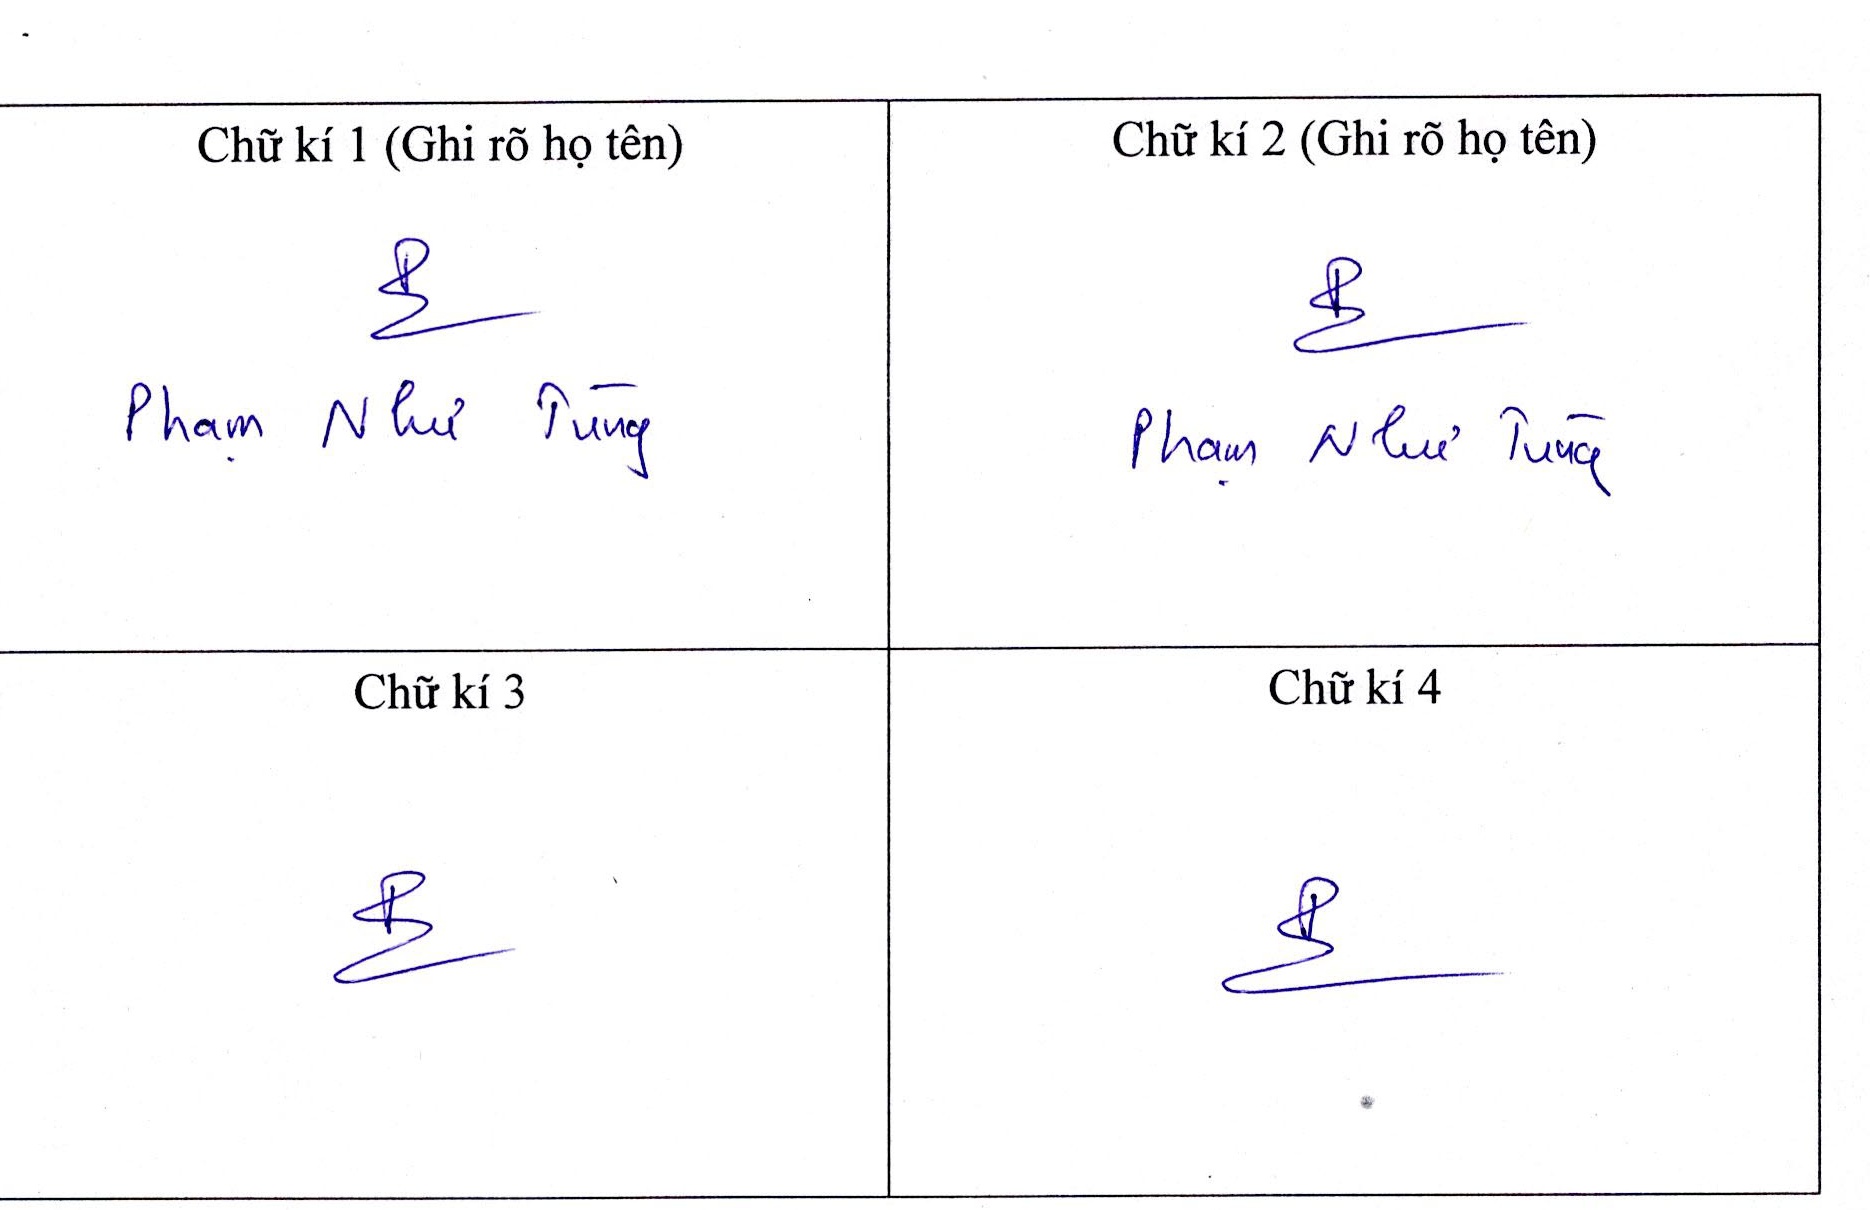 Chữ kí 1 (Ghi rõ họ tên)
Phạm Như Tùng
Chữ kí 2 (Ghi rõ họ tên)
Phạm Như Tùng
Chữ kí 3
Chữ kí 4